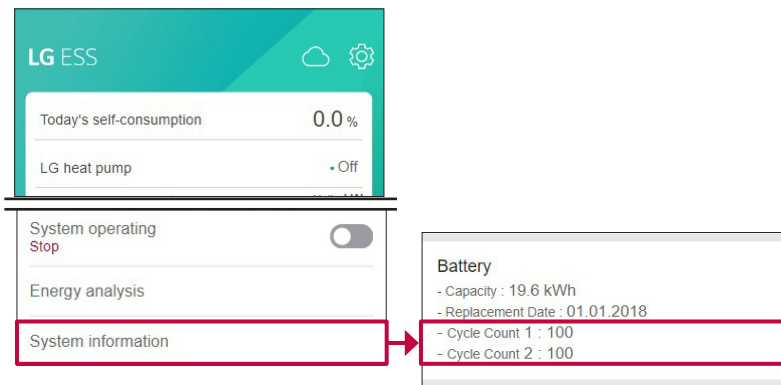 LG ESS
Today's self-consumption 0.0 %
LG heat pump • Off
System operating
Stop
Energy analysis
System information
Battery
- Capacity : 19.6 kWh
- Replacement Date : 01.01.2018
- Cycle Count 1 : 100
- Cycle Count 2 : 100